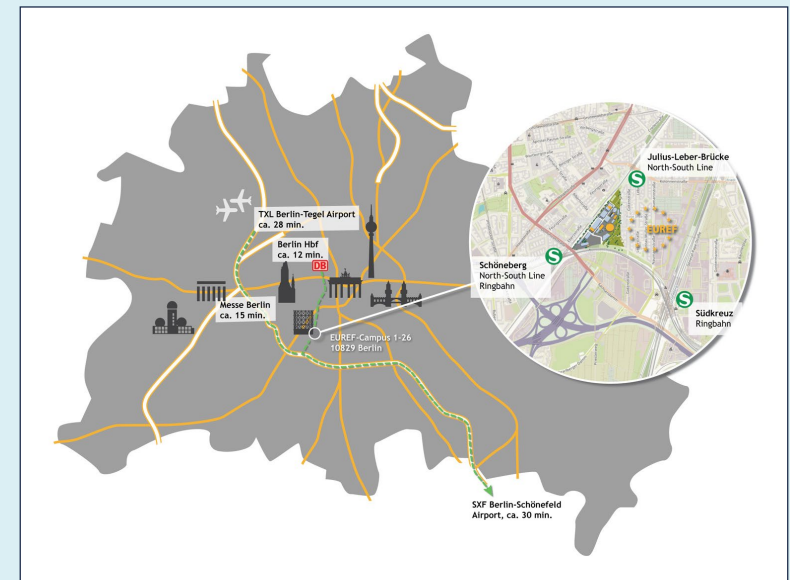 TXL Berlin-Tegel Airport
ca. 28 min.
Berlin Hbf
ca. 12 min.
DB
Messe Berlin
ca. 15 min.
EUREF-Campus 1-26
10829 Berlin
SXF Berlin-Schönefeld
Airport, ca. 30 min.
Julius-Leber-Brücke
North-South Line
S
EUREF
Schöneberg
North-South Line
Ringbahn
S
S
Südkreuz
Ringbahn